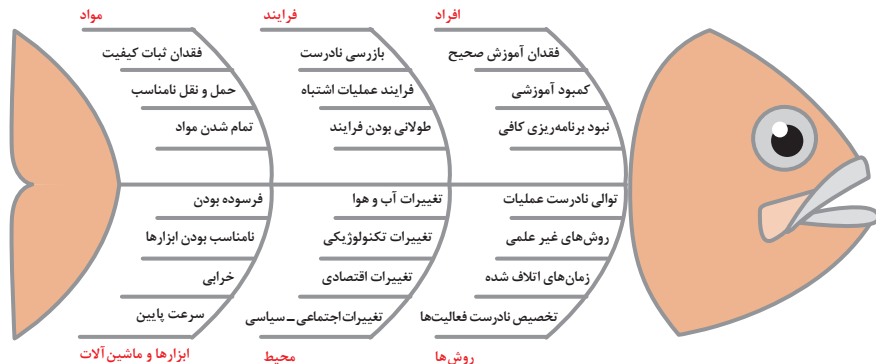 افراد
فقدان آموزش صحیح
کمبود آموزشی
نبود برنامه‌ریزی کافی
فرایند
بازرسی نادرست
فرایند عملیات اشتباه
طولانی بودن فرایند
مواد
فقدان ثبات کیفیت
حمل و نقل نامناسب
تمام شدن مواد
توالی نادرست عملیات
روش‌های غیر علمی
زمان‌های اتلاف شده
تخصیص نادرست فعالیت‌ها
روش‌ها
تغییرات آب و هوا
تغییرات تکنولوژیکی
تغییرات اقتصادی
تغییرات اجتماعی ـ سیاسی
محیط
فرسوده بودن
نامناسب بودن ابزارها
خرابی
سرعت پایین
ابزارها و ماشین آلات